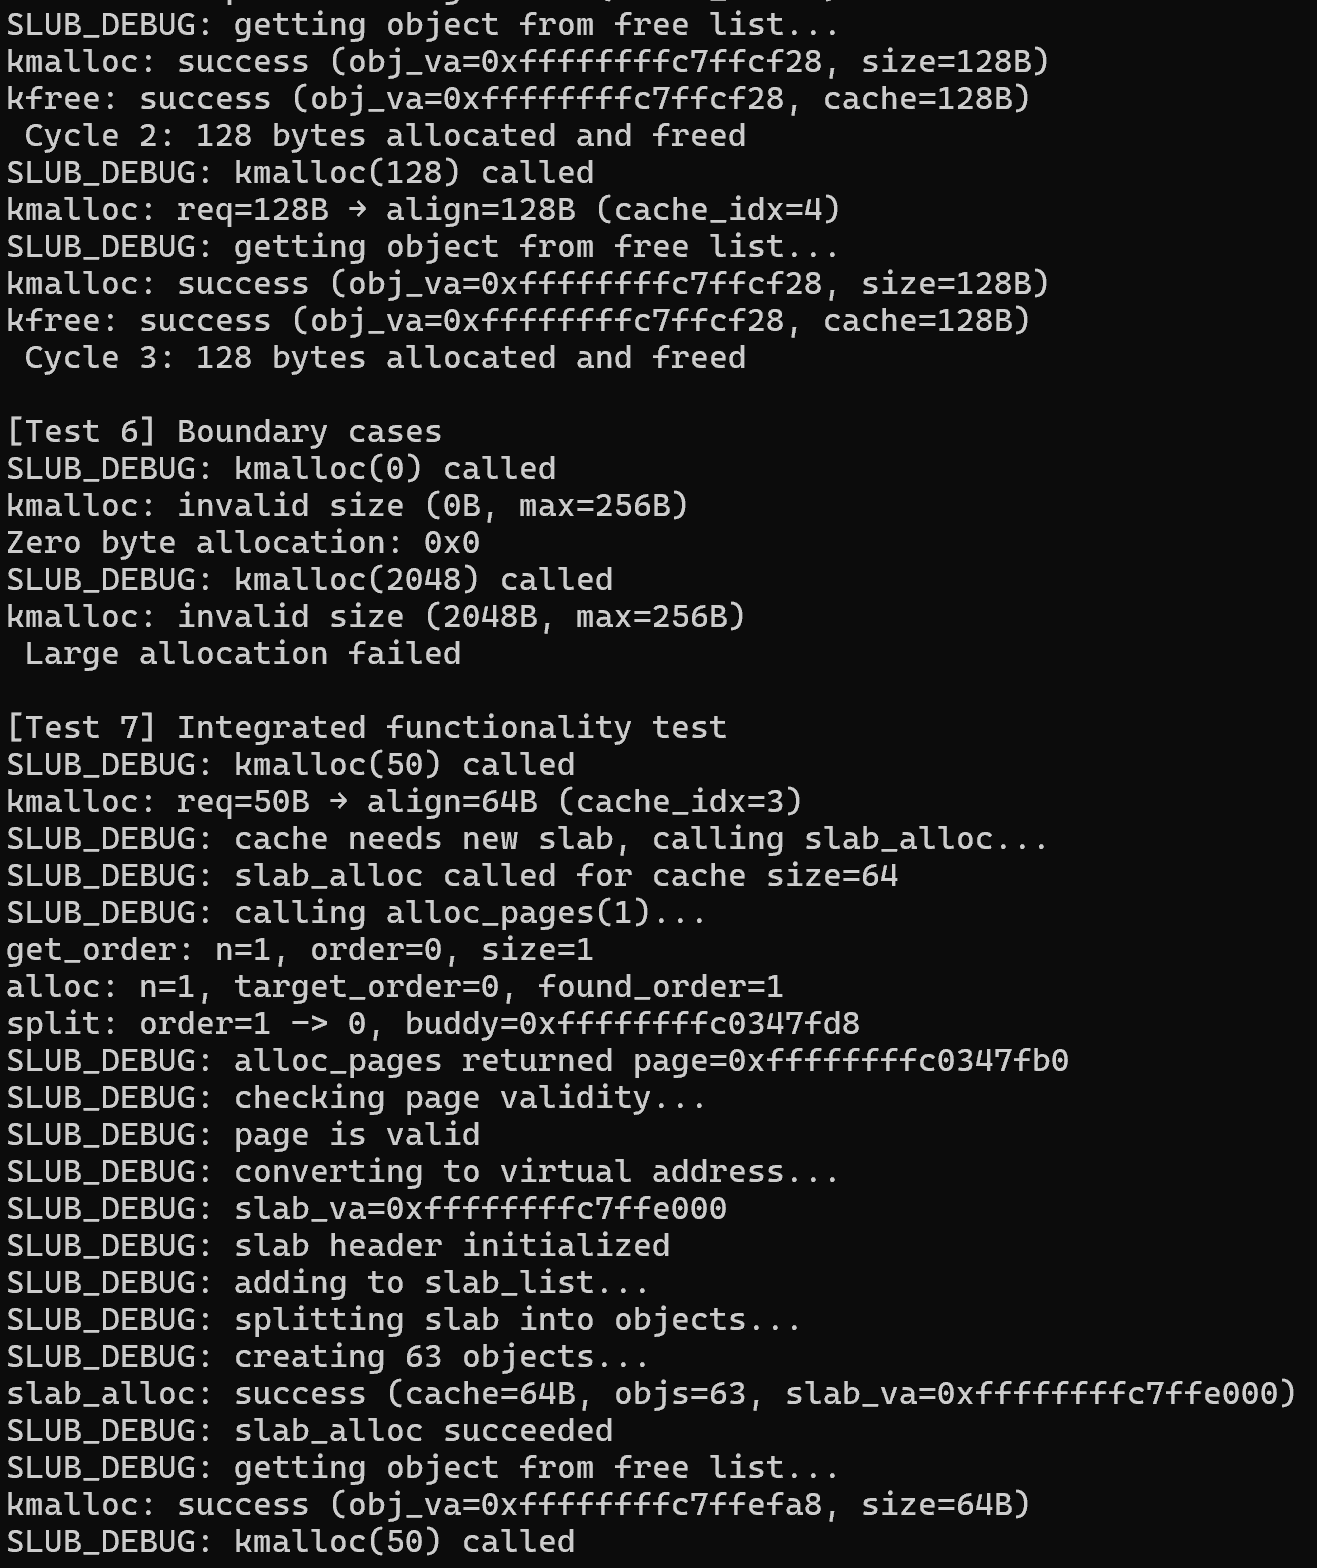 SLUB_DEBUG: getting object from free list...
kmalloc: success (obj_va=0xffffffffc7ffcf28, size=128B)
kfree: success (obj_va=0xffffffffc7ffcf28, cache=128B)
Cycle 2: 128 bytes allocated and freed
SLUB_DEBUG: kmalloc(128) called
kmalloc: req=128B → align=128B (cache_idx=4)
SLUB_DEBUG: getting object from free list...
kmalloc: success (obj_va=0xffffffffc7ffcf28, size=128B)
kfree: success (obj_va=0xffffffffc7ffcf28, cache=128B)
Cycle 3: 128 bytes allocated and freed
[Test 6] Boundary cases
SLUB_DEBUG: kmalloc(0) called
kmalloc: invalid size (0B, max=256B)
Zero byte allocation: 0x0
SLUB_DEBUG: kmalloc(2048) called
kmalloc: invalid size (2048B, max=256B)
Large allocation failed
[Test 7] Integrated functionality test
SLUB_DEBUG: kmalloc(50) called
kmalloc: req=50B → align=64B (cache_idx=3)
SLUB_DEBUG: cache needs new slab, calling slab_alloc...
SLUB_DEBUG: slab_alloc called for cache size=64
SLUB_DEBUG: calling alloc_pages(1)...
get_order: n=1, order=0, size=1
alloc: n=1, target_order=0, found_order=1
split: order=1 -> 0, buddy=0xffffffffc0347fd8
SLUB_DEBUG: alloc_pages returned page=0xffffffffc0347fb0
SLUB_DEBUG: checking page validity...
SLUB_DEBUG: page is valid
SLUB_DEBUG: converting to virtual address...
SLUB_DEBUG: slab_va=0xffffffffc7ffe000
SLUB_DEBUG: slab header initialized
SLUB_DEBUG: adding to slab_list...
SLUB_DEBUG: splitting slab into objects...
SLUB_DEBUG: creating 63 objects...
slab_alloc: success (cache=64B, objs=63, slab_va=0xffffffffc7ffe000)
SLUB_DEBUG: slab_alloc succeeded
SLUB_DEBUG: getting object from free list...
kmalloc: success (obj_va=0xffffffffc7ffefa8, size=64B)
SLUB_DEBUG: kmalloc(50) called